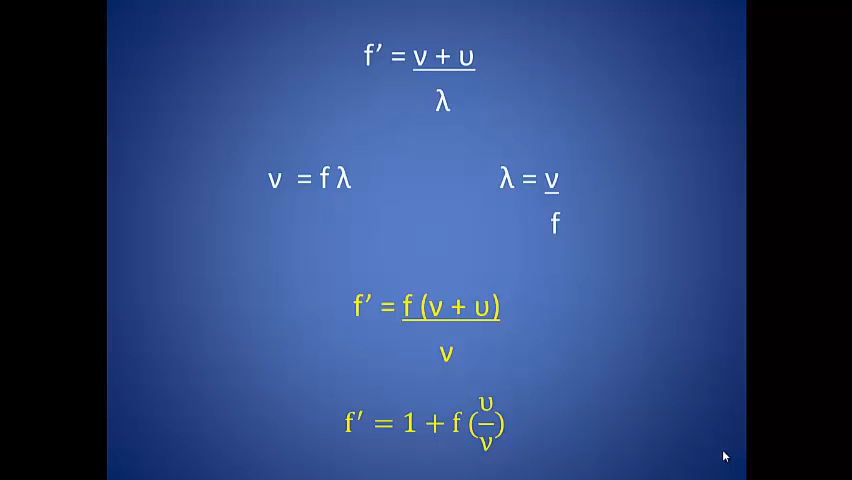 f’ = ν + υ
λ
ν = f λ λ = ν
f
f’ = f (ν + υ)
ν
f′ = 1 + f (υ/ν)